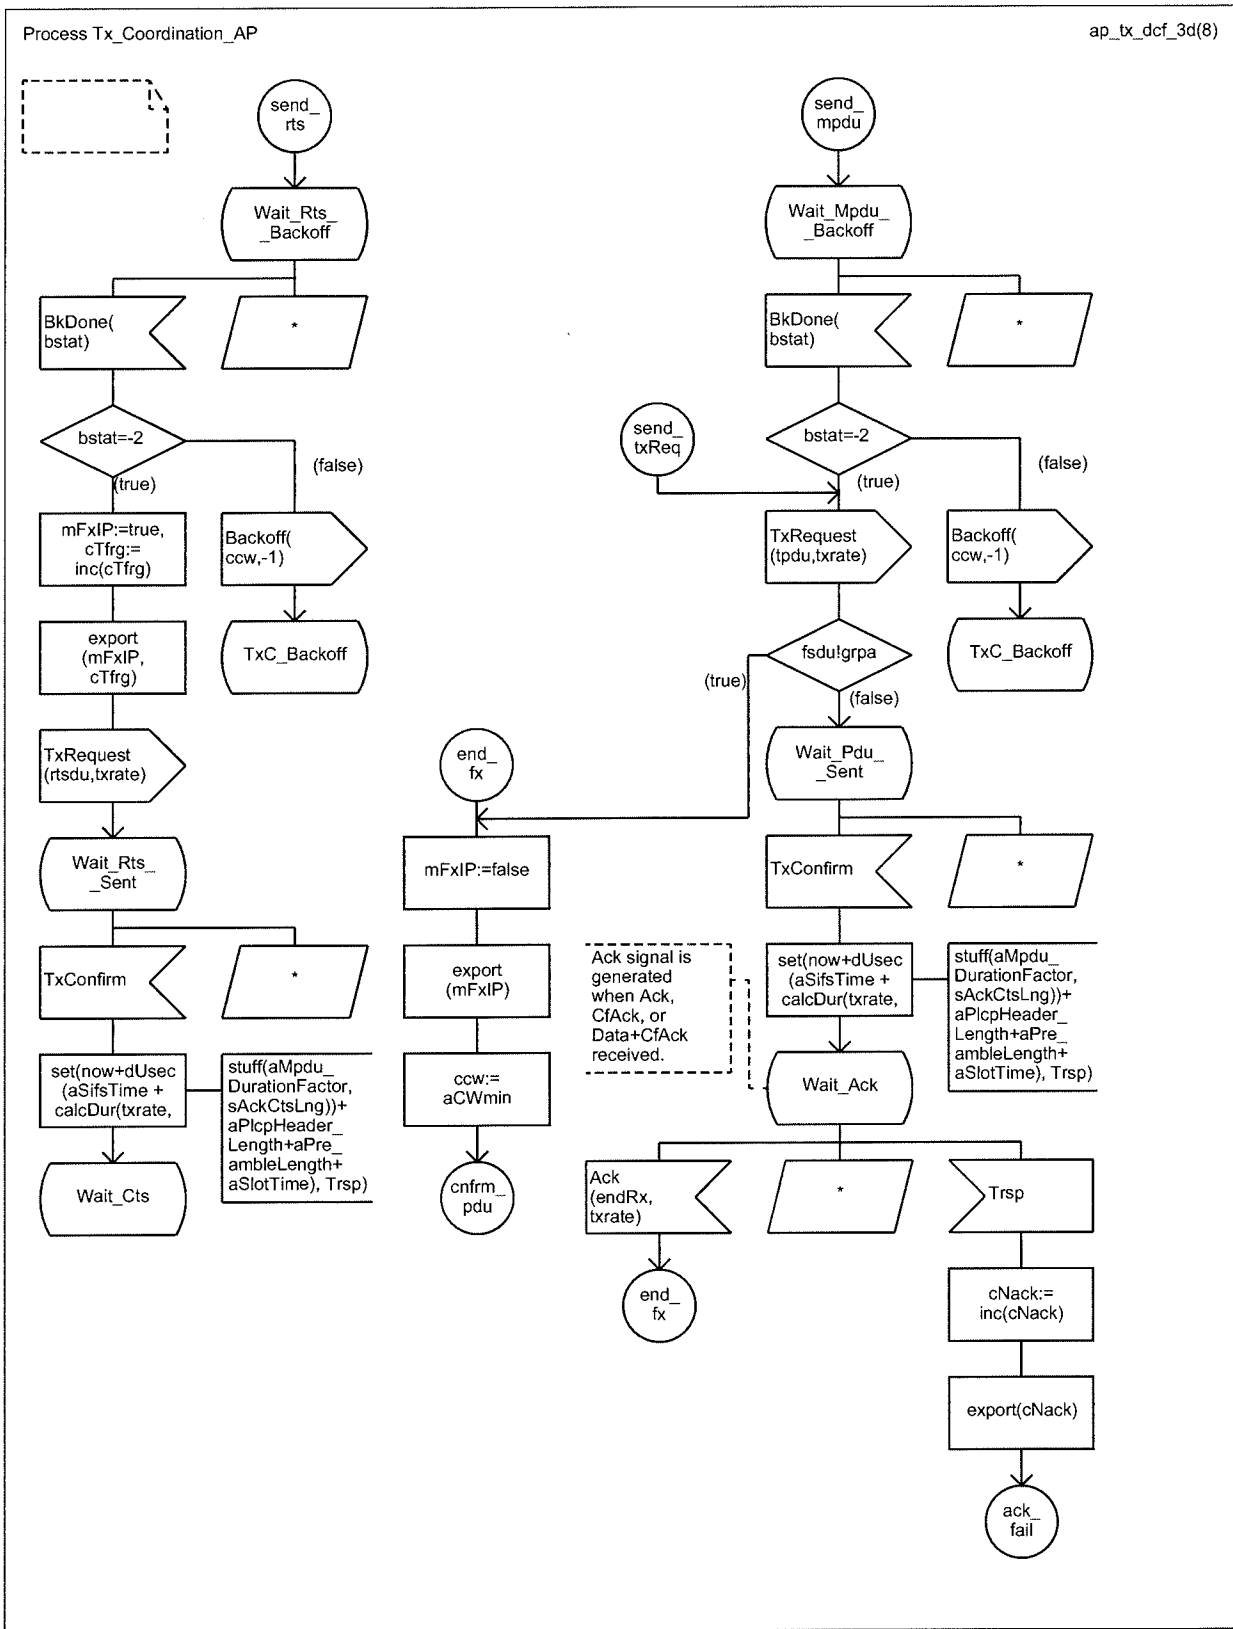 Process Tx_Coordination_AP
ap_tx_dcf_3d(8)
send_
rts
Wait_Rts_
_Backoff
BkDone(
bstat)
*
bstat=-2
(true)
(false)
mFxIP:=true,
cTfrg:=
inc(cTfrg)
Backoff(
ccw,-1)
export
(mFxIP,
cTfrg)
TxC_Backoff
TxRequest
(rtsdu,txrate)
Wait_Rts_
_Sent
TxConfirm
*
set(now+dUsec
(aSifsTime +
calcDur(txrate,
stuff(aMpdu_
DurationFactor,
sAckCtsLng))+
aPlcpHeader_
Length+aPre_
ambleLength+
aSlotTime), Trsp)
Wait_Cts
end_
fx
mFxIP:=false
export
(mFxIP)
ccw:=
aCWmin
cnfrm_
pdu
send_
mpdu
Wait_Mpdu_
_Backoff
BkDone(
bstat)
*
send_
txReq
bstat=-2
(true)
(false)
TxRequest
(tpdu,txrate)
Backoff(
ccw,-1)
fsdu!grpa
(true)
(false)
TxC_Backoff
Wait_Pdu_
_Sent
TxConfirm
*
Ack signal is
generated
when Ack,
CfAck, or
Data+CfAck
received.
set(now+dUsec
(aSifsTime +
calcDur(txrate,
stuff(aMpdu_
DurationFactor,
sAckCtsLng))+
aPlcpHeader_
Length+aPre_
ambleLength+
aSlotTime), Trsp)
Wait_Ack
Ack
(endRx,
txrate)
*
Trsp
end_
fx
cNack:=
inc(cNack)
export(cNack)
ack_
fail